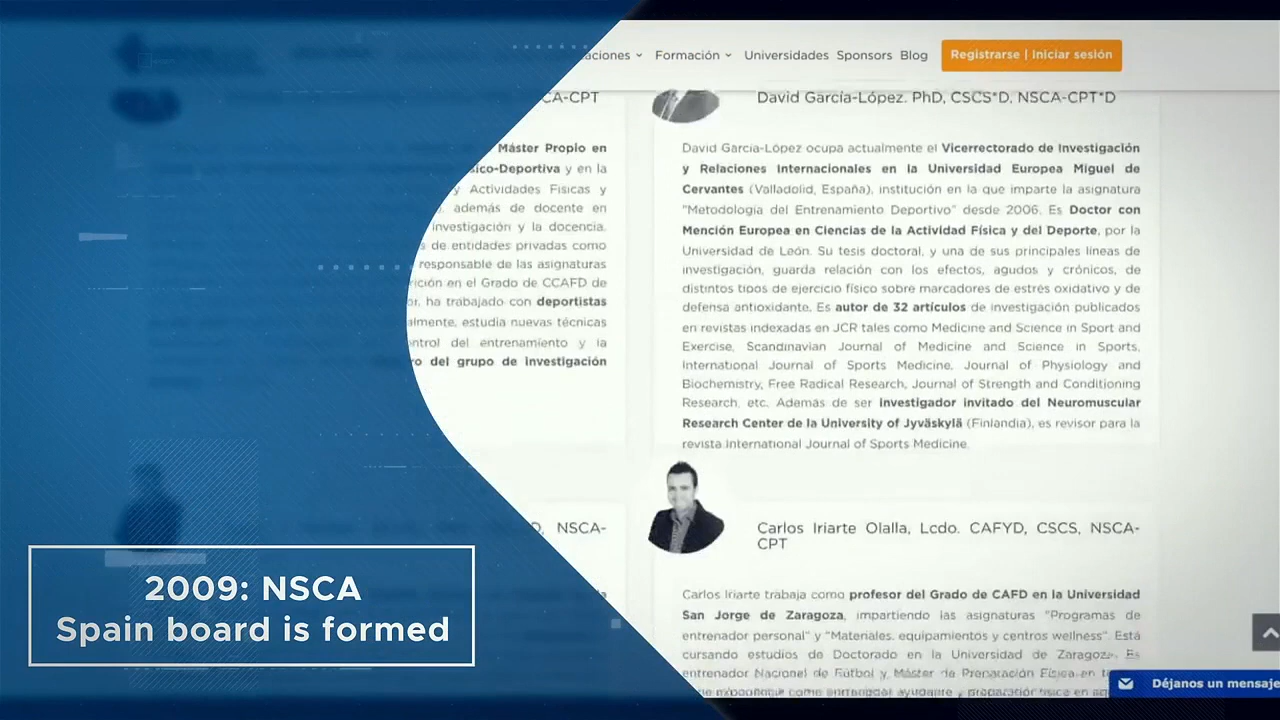 Formación
Universidades
Sponsors
Blog
Registrarse | Iniciar sesión
CA-CPT
Máster Propio en
y en la
y Actividades Físicas y
además de docente en
investigación y la docencia.
de entidades privadas como
responsable de las asignaturas
en el Grado de CCAFD de
ha trabajado con deportistas
estudia nuevas técnicas
del entrenamiento y la
del grupo de investigación
NSCA-
David García-López. PhD, CSCS*D, NSCA-CPT*D
David García-López ocupa actualmente el Vicerrectorado de Investigación
y Relaciones Internacionales en la Universidad Europea Miguel de
Cervantes (Valladolid, España), institución en la que imparte la asignatura
"Metodología del Entrenamiento Deportivo" desde 2006. Es Doctor con
Mención Europea en Ciencias de la Actividad Física y del Deporte, por la
Universidad de León. Su tesis doctoral, y una de sus principales líneas de
investigación, guarda relación con los efectos, agudos y crónicos, de
distintos tipos de ejercicio físico sobre marcadores de estrés oxidativo y de
defensa antioxidante. Es autor de 32 artículos de investigación publicados
en revistas indexadas en JCR tales como Medicine and Science in Sport and
Exercise, Scandinavian Journal of Medicine and Science in Sports,
International Journal of Sports Medicine, Journal of Physiology and
Biochemistry, Free Radical Research, Journal of Strength and Conditioning
Research, etc. Además de ser investigador invitado del Neuromuscular
Research Center de la University of Jyväskylä (Finlandia), es revisor para la
revista International Journal of Sports Medicine.
Carlos Iriarte Olalla, Lcdo. CAFYD, CSCS, NSCA-
CPT
Carlos Iriarte trabaja como profesor del Grado de CAFD en la Universidad
San Jorge de Zaragoza, impartiendo las asignaturas "Programas de
entrenador personal" y "Materiales, equipamientos y centros wellness". Está
cursando estudios de Doctorado en la Universidad de Zaragoza. Es
entrenador Nacional de Fútbol y Máster de Preparación Física en
Déjanos un mensaje
2009: NSCA
Spain board is formed